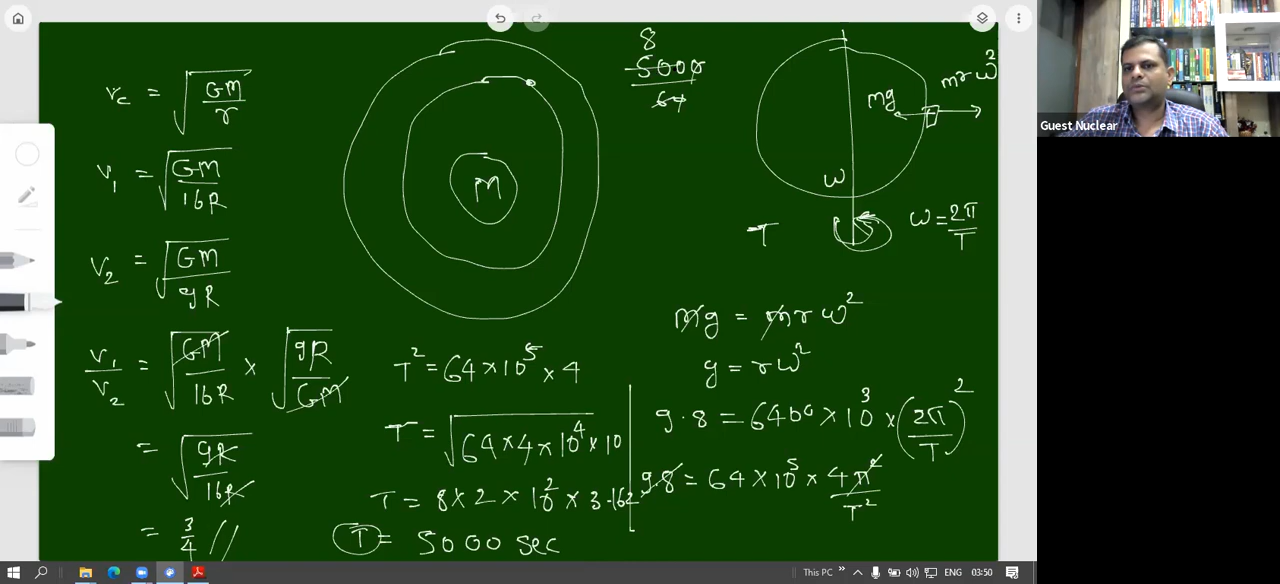 v_c = √(GM/r)
v₁ = √(GM/16R)
v₂ = √(GM/9R)
v₁/v₂ = √(GM/16R) × √(9R/GM)
= √(9R/16R)
= 3/4 //
M
T² = 64×10⁵×4
T = √(64×4×10⁴×10)
T = 8×2×10²×3.162
T = 5000 sec
8
5000/64
mg
mrω²
ω
T
ω = 2π/T
mg = mrω²
g = rω²
9.8 = 6400×10³×(2π/T)²
9.8 = 64×10⁵×4π²/T²
Guest Nuclear
This PC
ENG
03:50